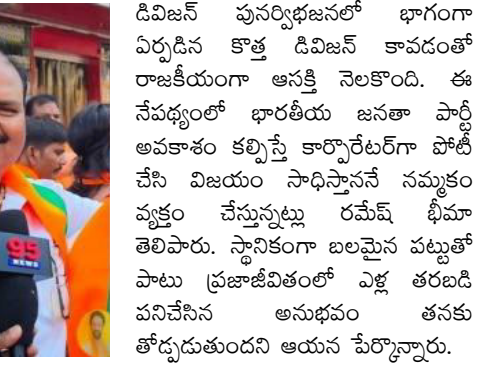 డివిజన్ పునర్విభజనలో భాగంగా
ఏర్పడిన కొత్త డివిజన్ కావడంతో
రాజకీయంగా ఆసక్తి నెలకొంది. ఈ
నేపథ్యంలో భారతీయ జనతా పార్టీ
అవకాశం కల్పిస్తే కార్పొరేటర్‌గా పోటీ
చేసి విజయం సాధిస్తాననే నమ్మకం
వ్యక్తం చేస్తున్నట్లు రమేష్ భీమా
తెలిపారు. స్థానికంగా బలమైన పట్టుతో
పాటు ప్రజాజీవితంలో ఎళ్ల తరబడి
పనిచేసిన అనుభవం తనకు
తోడ్పడుతుందని ఆయన పేర్కొన్నారు.
95
NEWS